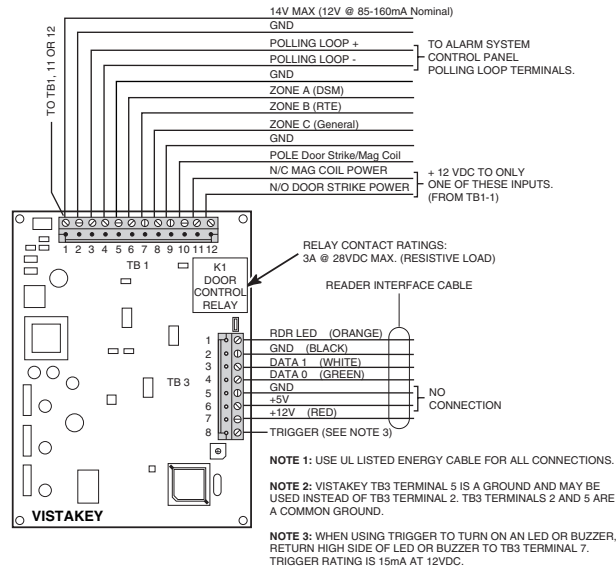 14V MAX (12V @ 85-160mA Nominal)
GND
POLLING LOOP +
POLLING LOOP -
TO ALARM SYSTEM
CONTROL PANEL
POLLING LOOP TERMINALS.
GND
ZONE A (DSM)
ZONE B (RTE)
ZONE C (General)
GND
POLE Door Strike/Mag Coil
N/C MAG COIL POWER
N/O DOOR STRIKE POWER
+ 12 VDC TO ONLY
ONE OF THESE INPUTS.
(FROM TB1-1)
TO TB1, 11 OR 12
1 2 3 4 5 6 7 8 9 10 11 12
TB 1
K1
DOOR
CONTROL
RELAY
RELAY CONTACT RATINGS:
3A @ 28VDC MAX. (RESISTIVE LOAD)
READER INTERFACE CABLE
TB 3
1 RDR LED (ORANGE)
2 GND (BLACK)
3 DATA 1 (WHITE)
4 DATA 0 (GREEN)
5 GND
6 +5V
7 +12V (RED)
8 TRIGGER (SEE NOTE 3)
NO
CONNECTION
VISTAKEY
NOTE 1: USE UL LISTED ENERGY CABLE FOR ALL CONNECTIONS.
NOTE 2: VISTAKEY TB3 TERMINAL 5 IS A GROUND AND MAY BE
USED INSTEAD OF TB3 TERMINAL 2. TB3 TERMINALS 2 AND 5 ARE
A COMMON GROUND.
NOTE 3: WHEN USING TRIGGER TO TURN ON AN LED OR BUZZER,
RETURN HIGH SIDE OF LED OR BUZZER TO TB3 TERMINAL 7.
TRIGGER RATING IS 15mA AT 12VDC.